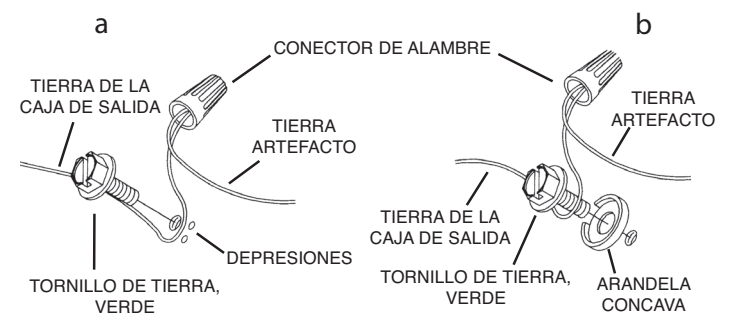 a
b
CONECTOR DE ALAMBRE
TIERRA DE LA
CAJA DE SALIDA
TIERRA
ARTEFACTO
DEPRESIONES
TORNILLO DE TIERRA,
VERDE
TIERRA
ARTEFACTO
TIERRA DE LA
CAJA DE SALIDA
TORNILLO DE TIERRA,
VERDE
ARANDELA
CONCAVA